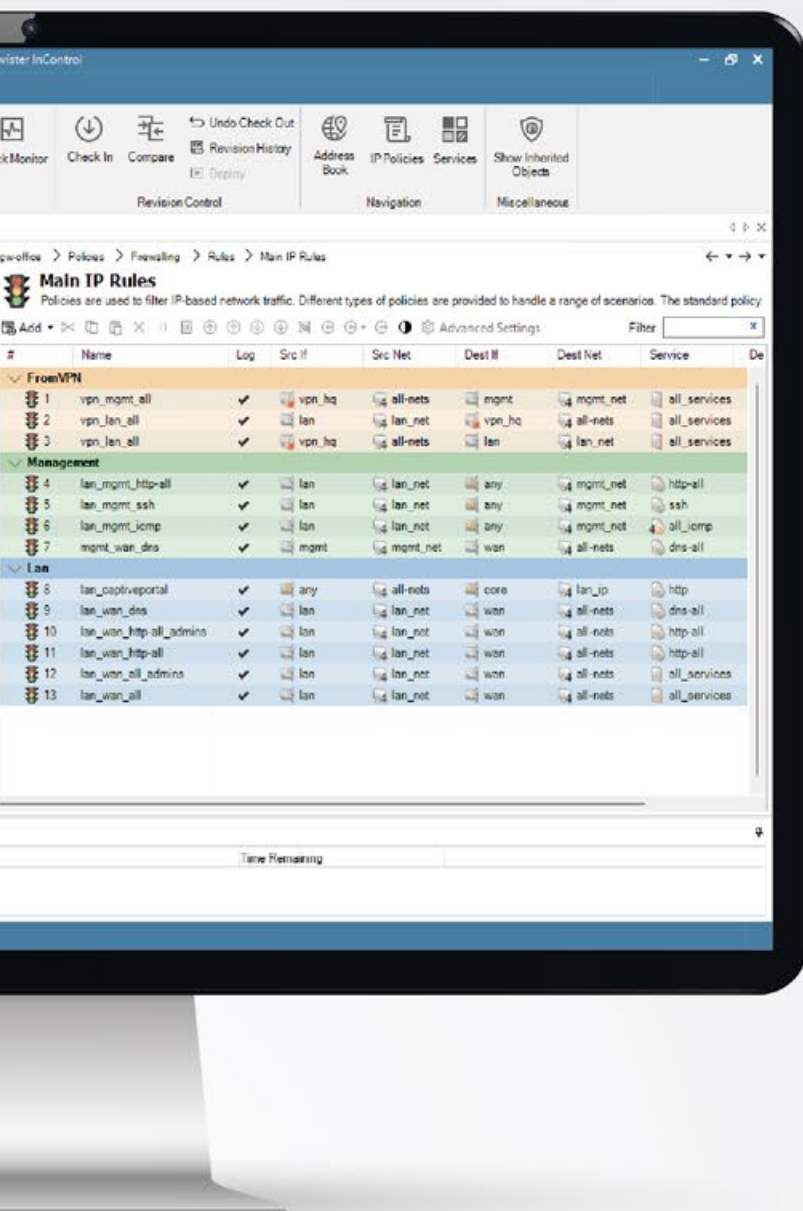 wister InControl
Undo Check Out
Revision History
Deploy
k Monitor
Check In
Compare
Address Book
IP Policies
Services
Show Inherited Objects
Revision Control
Navigation
Miscellaneous
gw-office > Policies > Firewalling > Rules > Main IP Rules
Main IP Rules
Policies are used to filter IP-based network traffic. Different types of policies are provided to handle a range of scenarios. The standard policy
Add
Advanced Settings
Filter
# Name Log Src If Src Net Dest If Dest Net Service De
FromVPN
1 vpn_mgmt_all vpn_hq all-nets mgmt mgmt_net all_services
2 vpn_lan_all lan lan_net vpn_hq all-nets all_services
3 vpn_lan_all vpn_hq all-nets lan lan_net all_services
Management
4 lan_mgmt_http-all lan lan_net any mgmt_net http-all
5 lan_mgmt_ssh lan lan_net any mgmt_net ssh
6 lan_mgmt_icmp lan lan_net any mgmt_net all_icmp
7 mgmt_wan_dns mgmt mgmt_net wan all-nets dns-all
Lan
8 lan_captiveportal any all-nets core lan_ip http
9 lan_wan_dns lan lan_net wan all-nets dns-all
10 lan_wan_http-all_admins lan lan_net wan all-nets http-all
11 lan_wan_http-all lan lan_net wan all-nets http-all
12 lan_wan_all_admins lan lan_net wan all-nets all_services
13 lan_wan_all lan lan_net wan all-nets all_services
Time Remaining